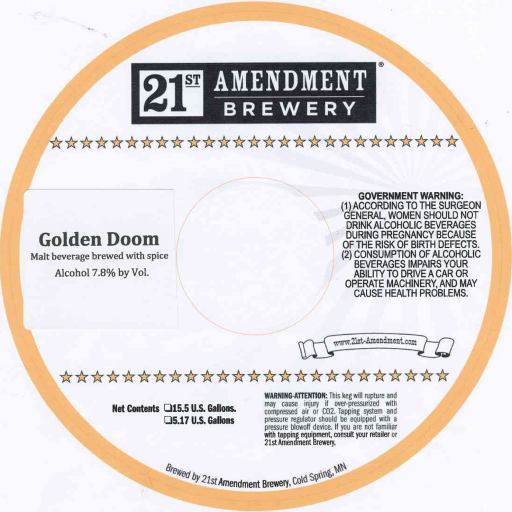 21ST AMENDMENT®
BREWERY
Golden Doom
Malt beverage brewed with spice
Alcohol 7.8% by Vol.
GOVERNMENT WARNING:
(1) ACCORDING TO THE SURGEON
GENERAL, WOMEN SHOULD NOT
DRINK ALCOHOLIC BEVERAGES
DURING PREGNANCY BECAUSE
OF THE RISK OF BIRTH DEFECTS.
(2) CONSUMPTION OF ALCOHOLIC
BEVERAGES IMPAIRS YOUR
ABILITY TO DRIVE A CAR OR
OPERATE MACHINERY, AND MAY
CAUSE HEALTH PROBLEMS.
www.21st-Amendment.com
Net Contents ❏15.5 U.S. Gallons.
❏5.17 U.S. Gallons
WARNING-ATTENTION: This keg will rupture and
may cause injury if over-pressurized with
compressed air or CO2. Tapping system and
pressure regulator should be equipped with a
pressure blowoff device. If you are not familiar
with tapping equipment, consult your retailer or
21st Amendment Brewery.
Brewed by 21st Amendment Brewery, Cold Spring, MN